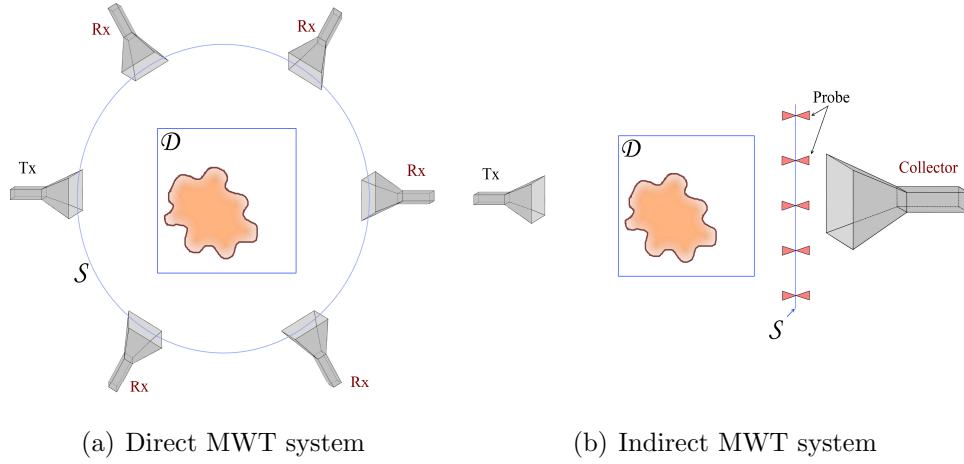 Rx
Rx
Tx
𝒟
Rx
𝒮
Rx
Rx
(a) Direct MWT system
Probe
𝒟
Tx
Collector
𝒮
(b) Indirect MWT system